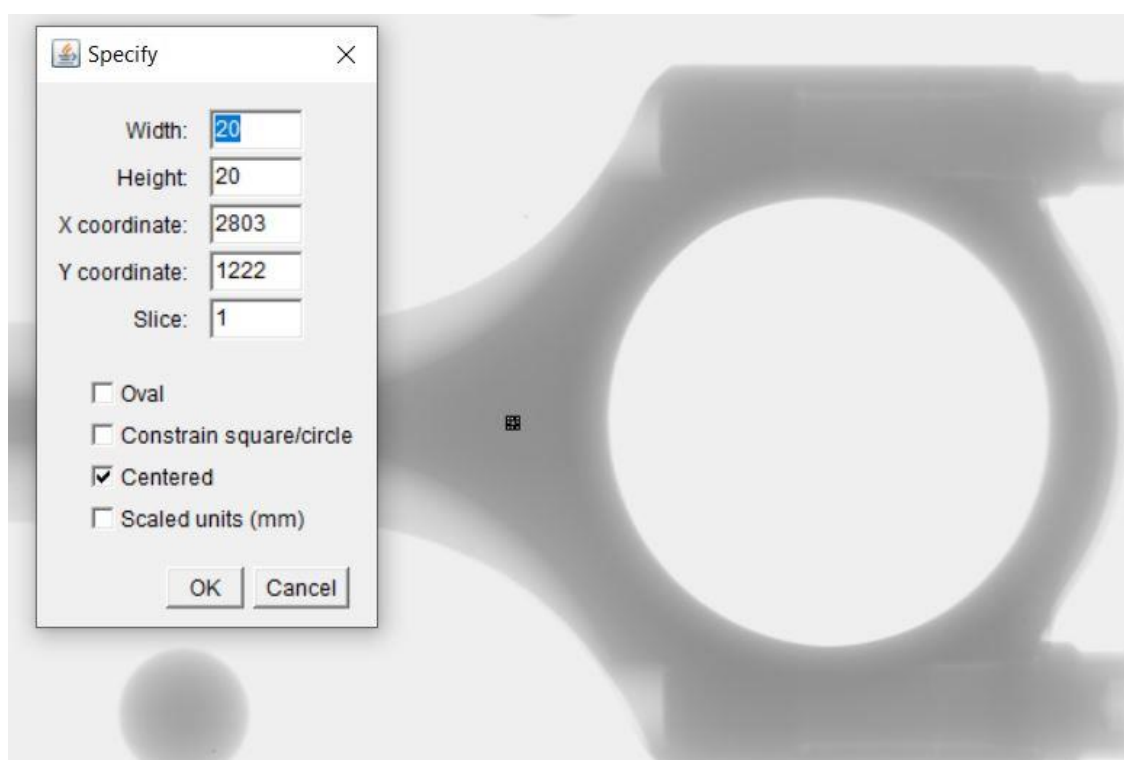 Specify
Width: 20
Height: 20
X coordinate: 2803
Y coordinate: 1222
Slice: 1
Oval
Constrain square/circle
Centered
Scaled units (mm)
OK Cancel